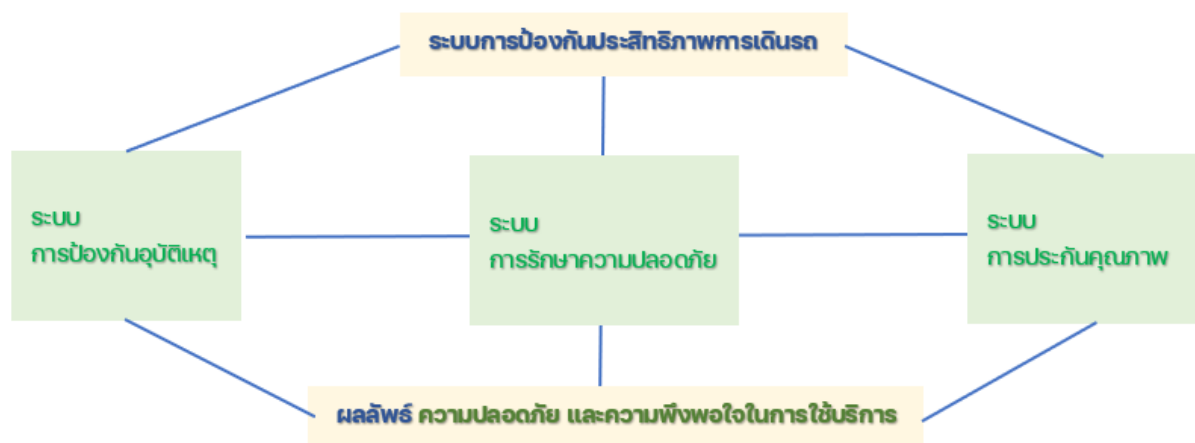 ระบบการป้องกันประสิทธิภาพการเดินรถ
ระบบ
การป้องกันอุบัติเหตุ
ระบบ
การรักษาความปลอดภัย
ระบบ
การประกันคุณภาพ
ผลลัพธ์ ความปลอดภัย และความพึงพอใจในการใช้บริการ